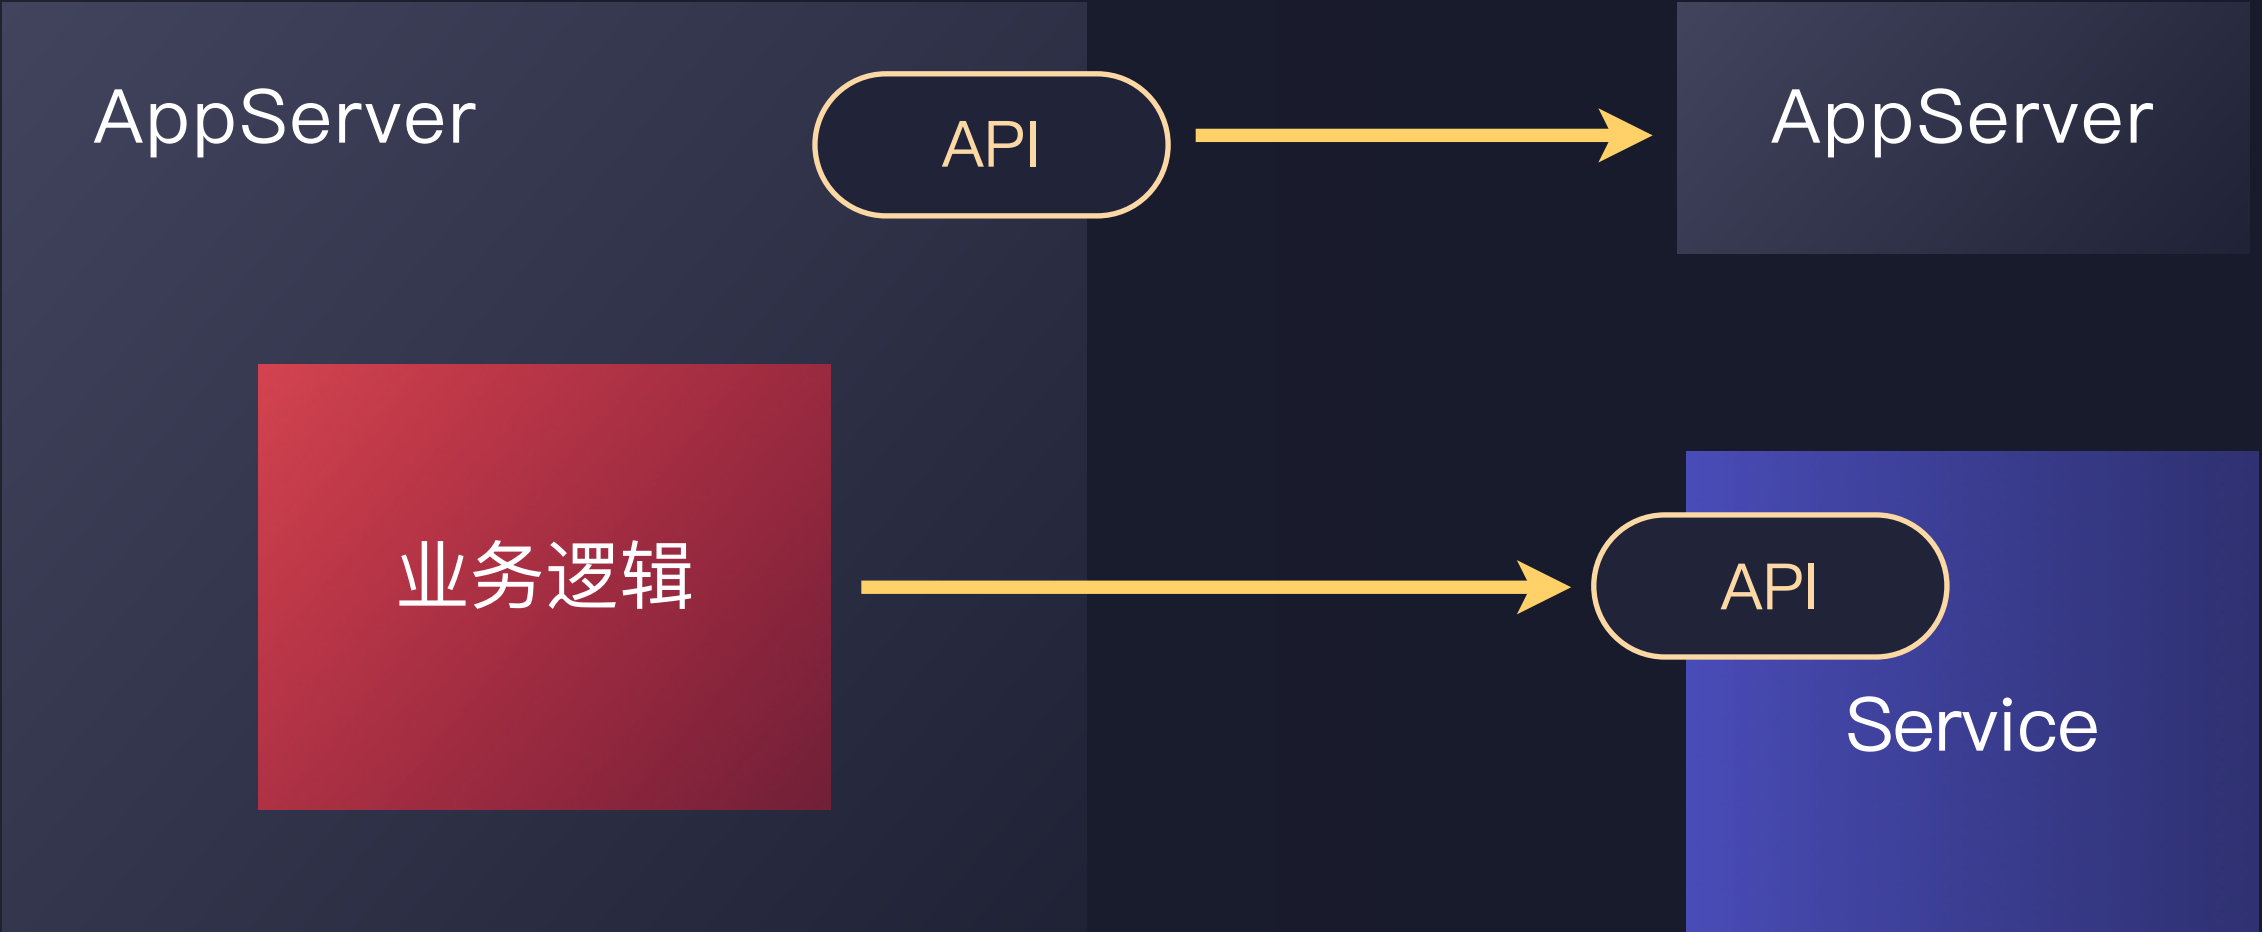 AppServer
API
AppServer
业务逻辑
API
Service